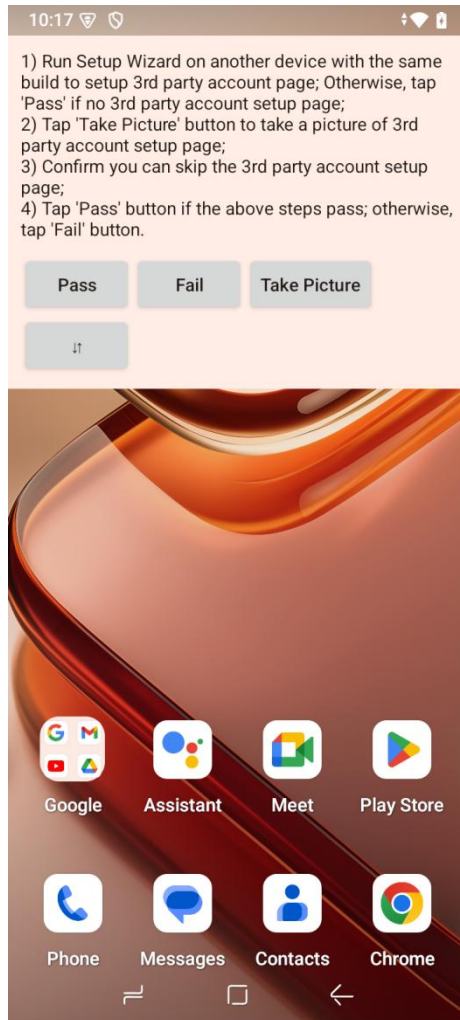 10:17
1) Run Setup Wizard on another device with the same
build to setup 3rd party account page; Otherwise, tap
'Pass' if no 3rd party account setup page;
2) Tap 'Take Picture' button to take a picture of 3rd
party account setup page;
3) Confirm you can skip the 3rd party account setup
page;
4) Tap 'Pass' button if the above steps pass; otherwise,
tap 'Fail' button.
Pass Fail Take Picture
Google Assistant Meet Play Store
Phone Messages Contacts Chrome